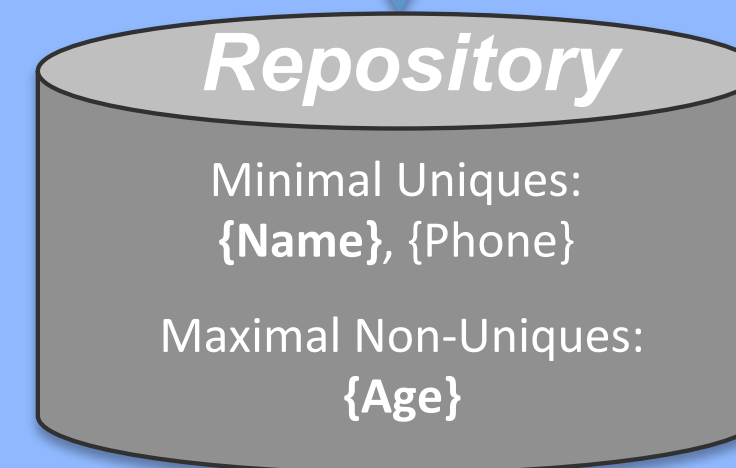 Repository
Minimal Uniques:
{Name}, {Phone}
Maximal Non-Uniques:
{Age}